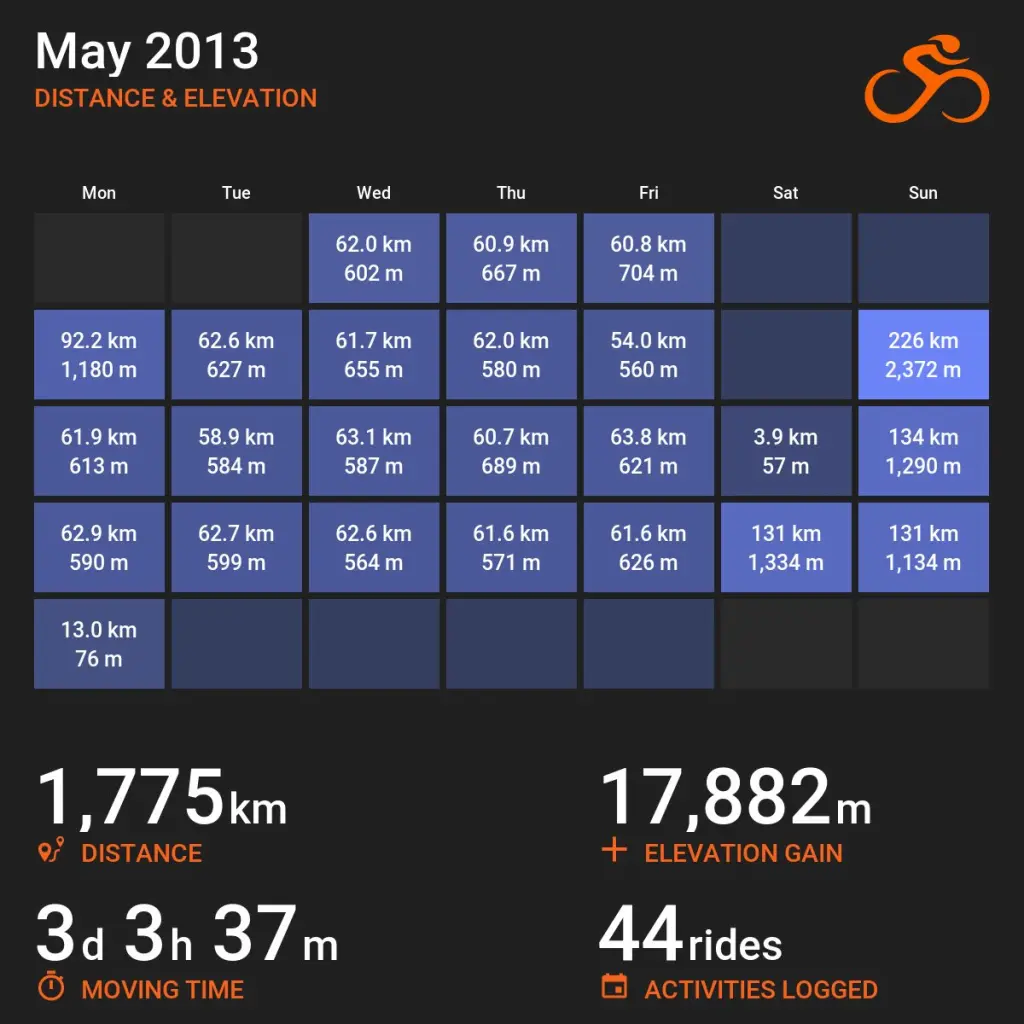 May 2013
DISTANCE & ELEVATION
Mon Tue Wed Thu Fri Sat Sun
62.0 km 60.9 km 60.8 km
602 m 667 m 704 m
92.2 km 62.6 km 61.7 km 62.0 km 54.0 km 226 km
1,180 m 627 m 655 m 580 m 560 m 2,372 m
61.9 km 58.9 km 63.1 km 60.7 km 63.8 km 3.9 km 134 km
613 m 584 m 587 m 689 m 621 m 57 m 1,290 m
62.9 km 62.7 km 62.6 km 61.6 km 61.6 km 131 km 131 km
590 m 599 m 564 m 571 m 626 m 1,334 m 1,134 m
13.0 km
76 m
1,775km 17,882m
DISTANCE ELEVATION GAIN
3d 3h 37m 44rides
MOVING TIME ACTIVITIES LOGGED